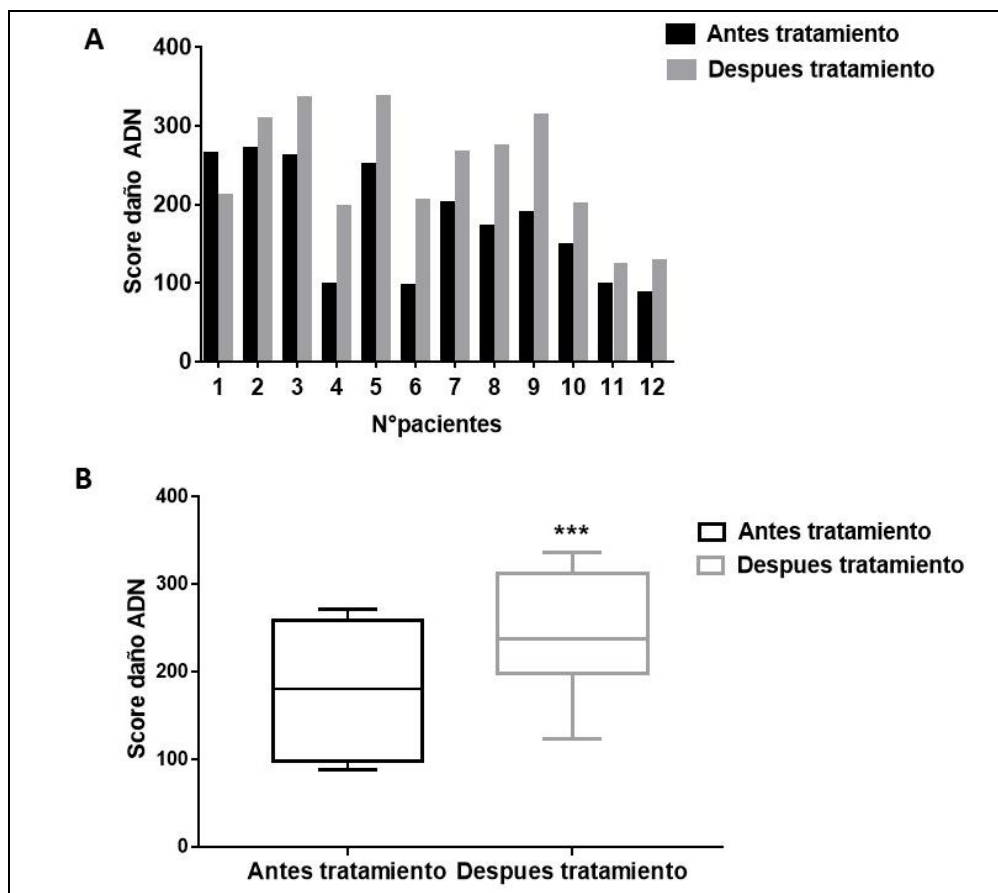 A
Antes tratamiento
Despues tratamiento
Score daño ADN
400
300
200
100
0
1 2 3 4 5 6 7 8 9 10 11 12
N°pacientes
B
Antes tratamiento
Despues tratamiento
Score daño ADN
400
300
200
100
0
***
Antes tratamiento Despues tratamiento